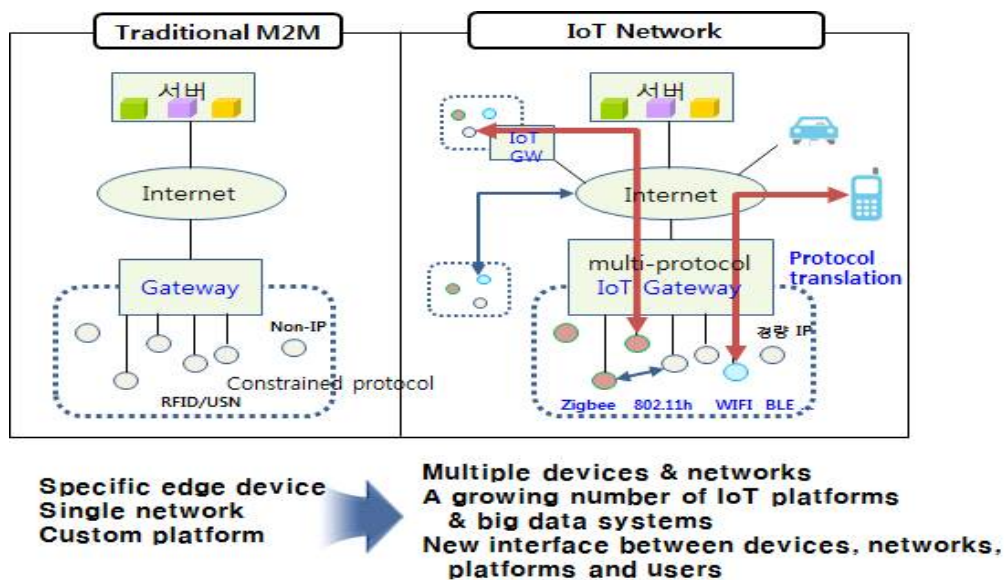 Traditional M2M
서버
Internet
Gateway
Non-IP
Constrained protocol
RFID/USN
IoT Network
서버
IoT
GW
Internet
multi-protocol
IoT Gateway
Protocol
translation
경량 IP
Zigbee 802.11h WIFI BLE ...
Specific edge device
Single network
Custom platform
Multiple devices & networks
A growing number of IoT platforms
& big data systems
New interface between devices, networks,
platforms and users